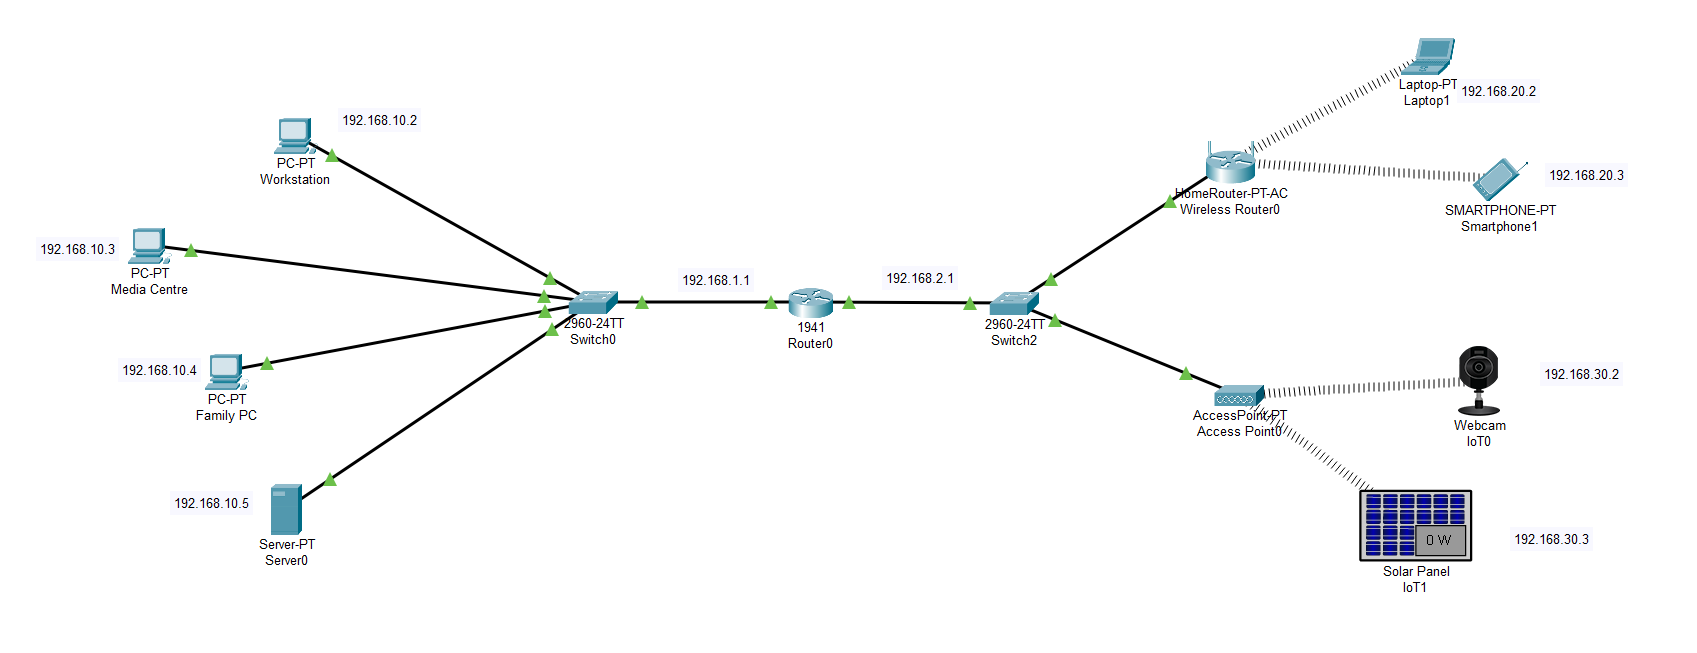 Laptop-PT
Laptop1
192.168.20.2
192.168.10.2
PC-PT
Workstation
HomeRouter-PT-AC
Wireless Router0
192.168.20.3
SMARTPHONE-PT
Smartphone1
192.168.10.3
PC-PT
Media Centre
192.168.1.1
192.168.2.1
2960-24TT
Switch0
1941
Router0
2960-24TT
Switch2
192.168.10.4
PC-PT
Family PC
AccessPoint-PT
Access Point0
192.168.30.2
Webcam
IoT0
192.168.10.5
Server-PT
Server0
0 W
192.168.30.3
Solar Panel
IoT1